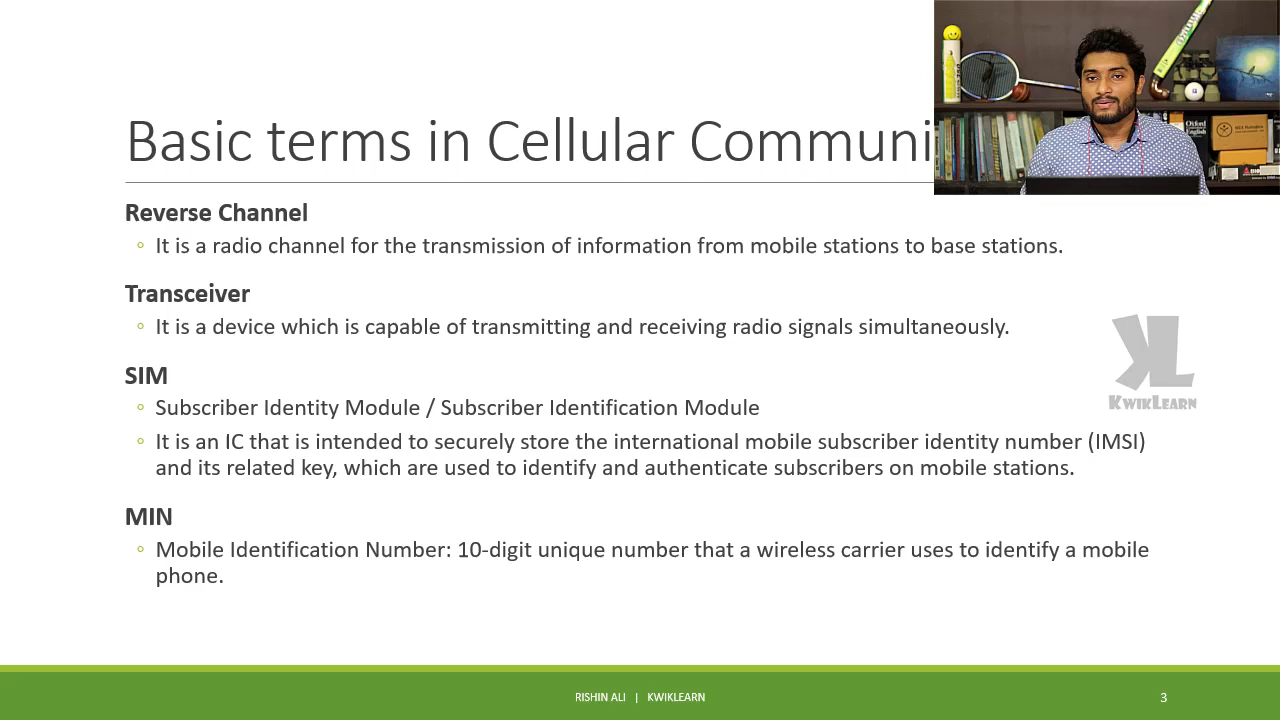 Basic terms in Cellular Communi
Reverse Channel
It is a radio channel for the transmission of information from mobile stations to base stations.
Transceiver
It is a device which is capable of transmitting and receiving radio signals simultaneously.
SIM
Subscriber Identity Module / Subscriber Identification Module
It is an IC that is intended to securely store the international mobile subscriber identity number (IMSI)
and its related key, which are used to identify and authenticate subscribers on mobile stations.
MIN
Mobile Identification Number: 10-digit unique number that a wireless carrier uses to identify a mobile
phone.
KL
KWIKLEARN
RISHIN ALI | KWIKLEARN
3
Oxford
English